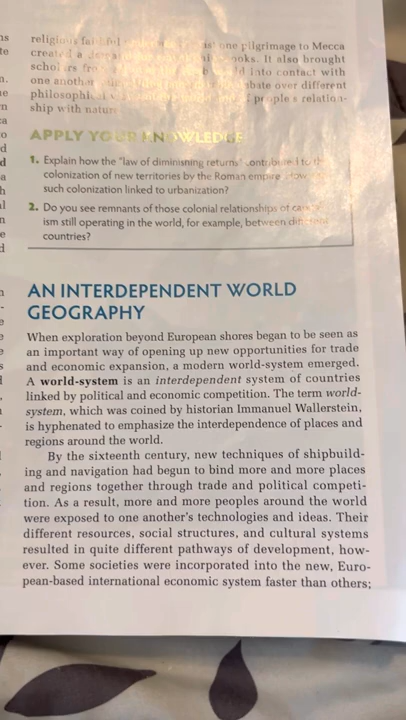 religious
one pilgrimage to Mecca
created a books. It also brought
scholars into contact with
one another debate over different
philosophi people's relation-
ship with nature
APPLY YOUR KNOWLEDGE
1. Explain how the "law of diminishing returns" contributed to the
colonization of new territories by the Roman empire. How
such colonization linked to urbanization?
2. Do you see remnants of those colonial relationships of
ism still operating in the world, for example, between different
countries?
AN INTERDEPENDENT WORLD
GEOGRAPHY
When exploration beyond European shores began to be seen as
an important way of opening up new opportunities for trade
and economic expansion, a modern world-system emerged.
A world-system is an interdependent system of countries
linked by political and economic competition. The term world-
system, which was coined by historian Immanuel Wallerstein,
is hyphenated to emphasize the interdependence of places and
regions around the world.
By the sixteenth century, new techniques of shipbuild-
ing and navigation had begun to bind more and more places
and regions together through trade and political competi-
tion. As a result, more and more peoples around the world
were exposed to one another's technologies and ideas. Their
different resources, social structures, and cultural systems
resulted in quite different pathways of development, how-
ever. Some societies were incorporated into the new, Euro-
pean-based international economic system faster than others;